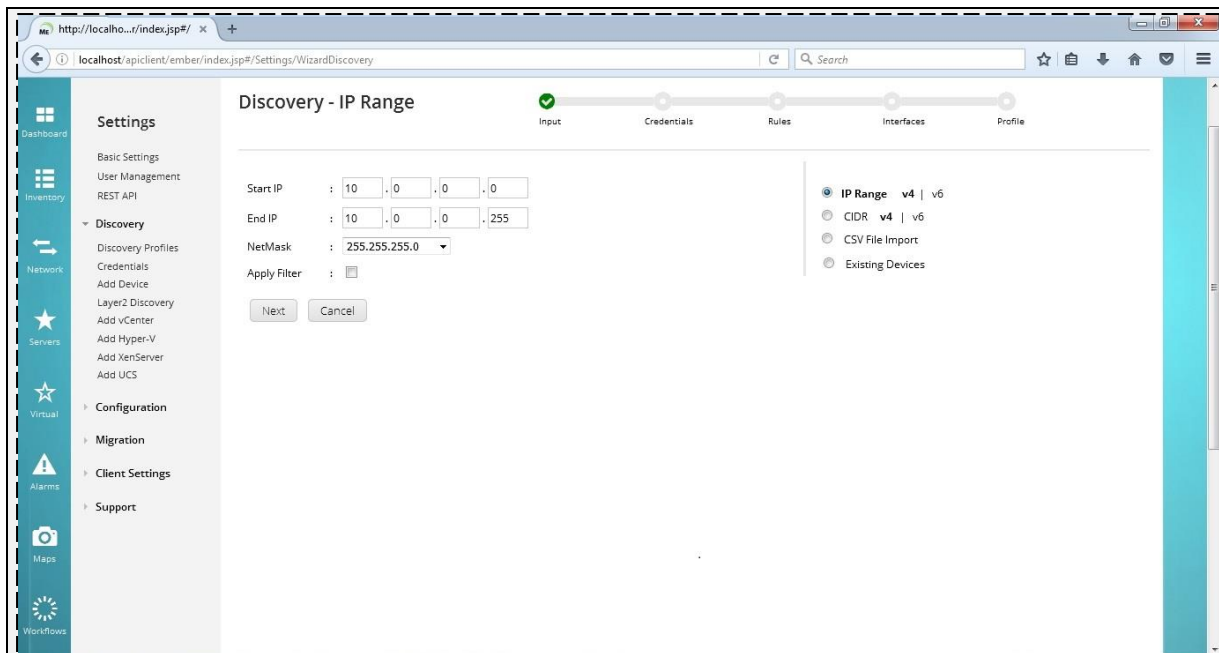 ME http://localho...r/index.jsp#/ × +
localhost/apiclient/ember/index.jsp#/Settings/WizardDiscovery
Search
Dashboard
Inventory
Network
Servers
Virtual
Alarms
Maps
Workflows
Settings
Basic Settings
User Management
REST API
Discovery
Discovery Profiles
Credentials
Add Device
Layer2 Discovery
Add vCenter
Add Hyper-V
Add XenServer
Add UCS
Configuration
Migration
Client Settings
Support
Discovery - IP Range
Input Credentials Rules Interfaces Profile
Start IP : 10 . 0 . 0 . 0
End IP : 10 . 0 . 0 . 255
NetMask : 255.255.255.0
Apply Filter :
Next Cancel
IP Range v4 | v6
CIDR v4 | v6
CSV File Import
Existing Devices